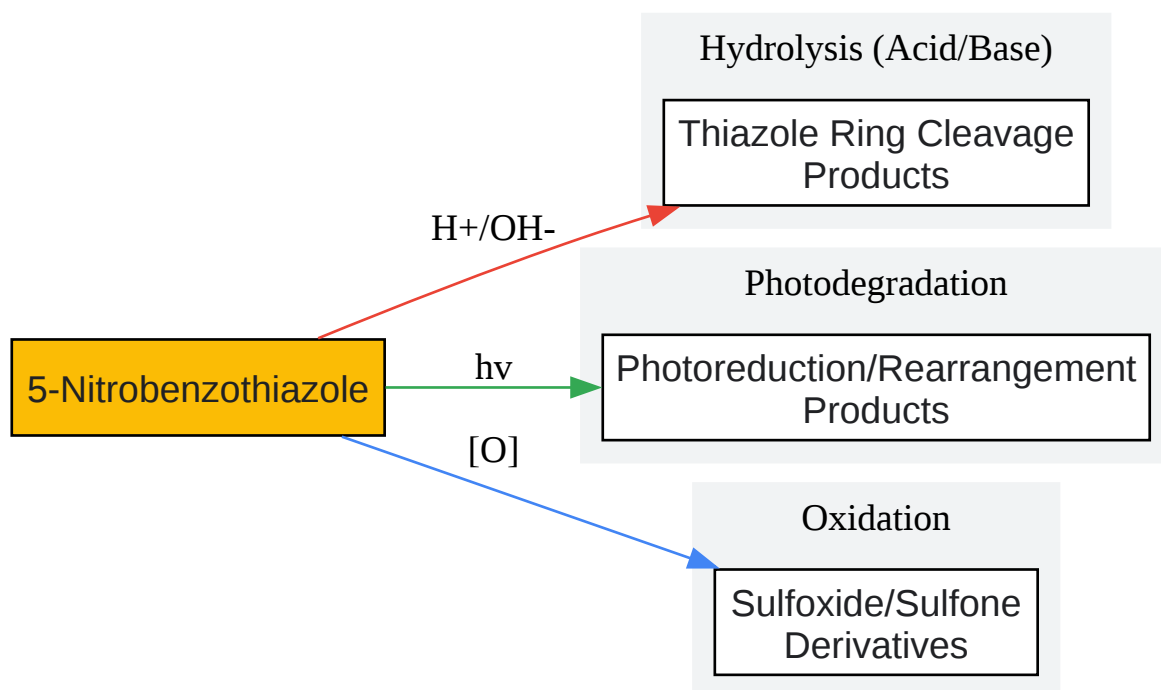 Hydrolysis (Acid/Base)
Thiazole Ring Cleavage
Products
H+/OH-
Photodegradation
5-Nitrobenzothiazole
hv
Photoreduction/Rearrangement
Products
[O]
Oxidation
Sulfoxide/Sulfone
Derivatives